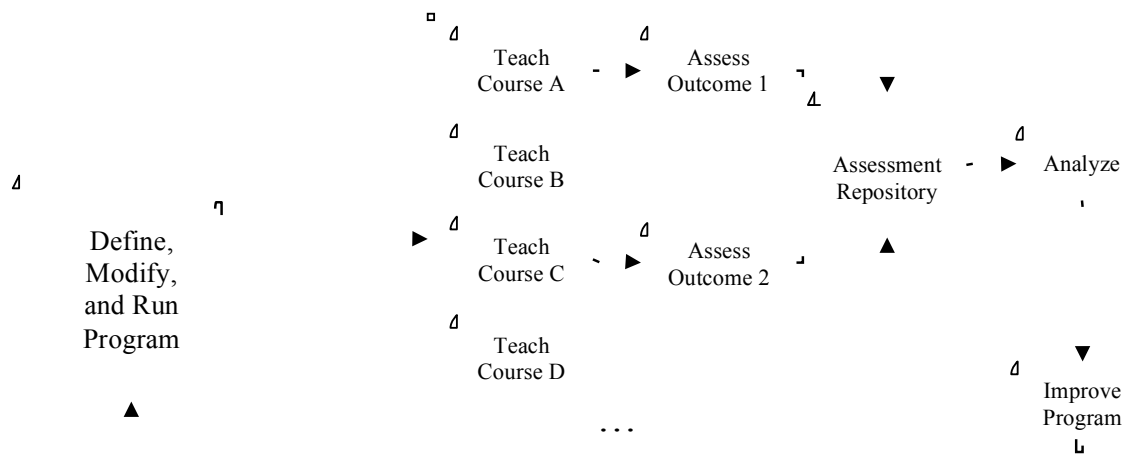 Teach
Course A
Assess
Outcome 1
Teach
Course B
Assessment
Repository
Analyze
Define,
Modify,
and Run
Program
Teach
Course C
Assess
Outcome 2
Teach
Course D
Improve
Program
...